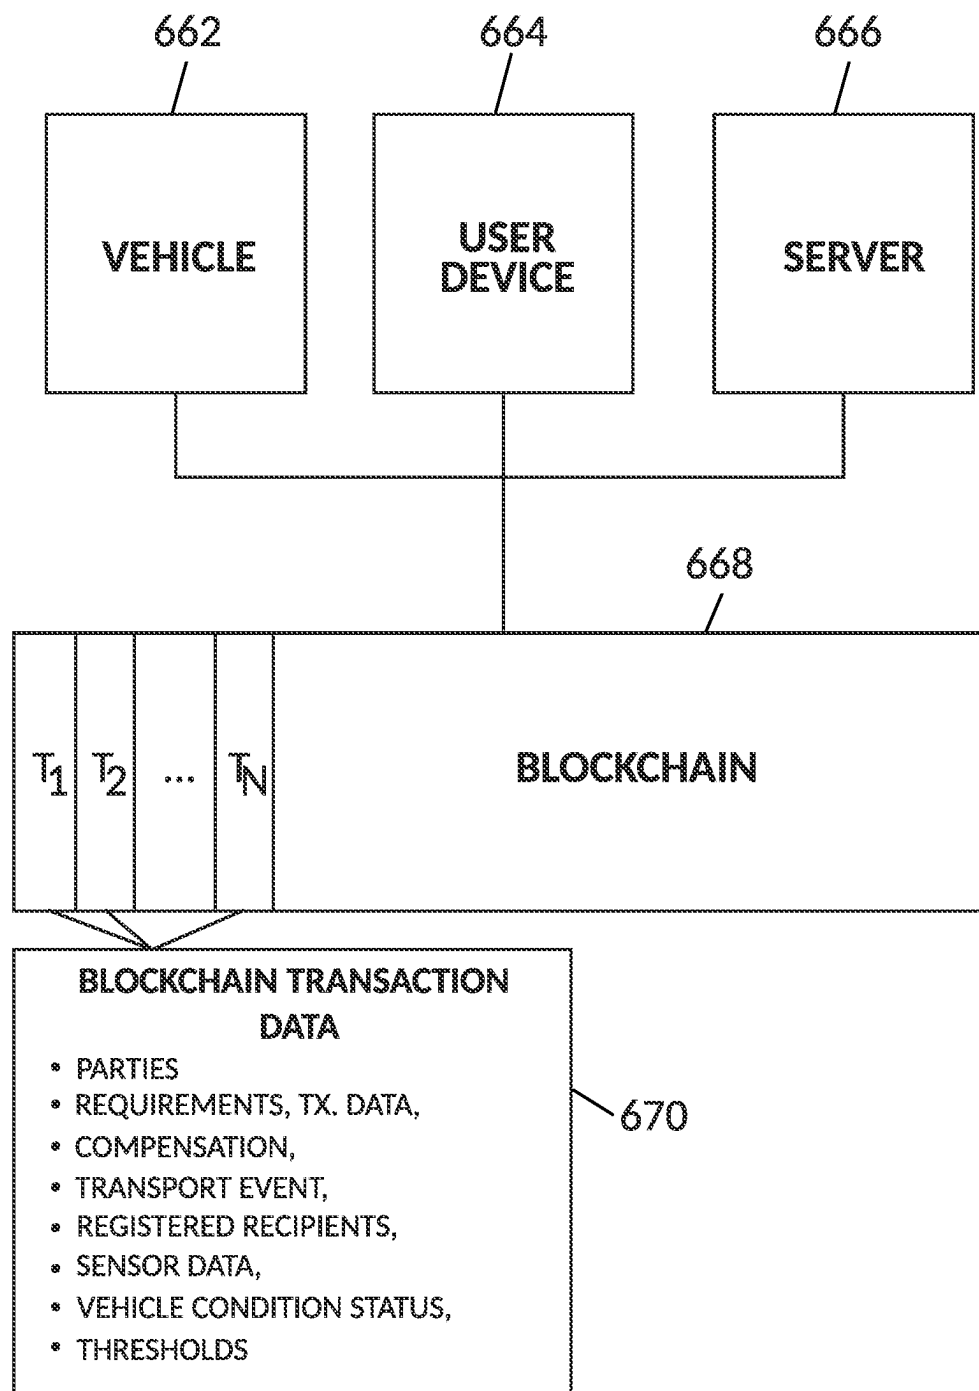 662 664 666
VEHICLE
USER
DEVICE
SERVER
668
T1 T2 ... TN
BLOCKCHAIN
BLOCKCHAIN TRANSACTION
DATA
• PARTIES
• REQUIREMENTS, TX. DATA,
• COMPENSATION,
• TRANSPORT EVENT,
• REGISTERED RECIPIENTS,
• SENSOR DATA,
• VEHICLE CONDITION STATUS,
• THRESHOLDS
670